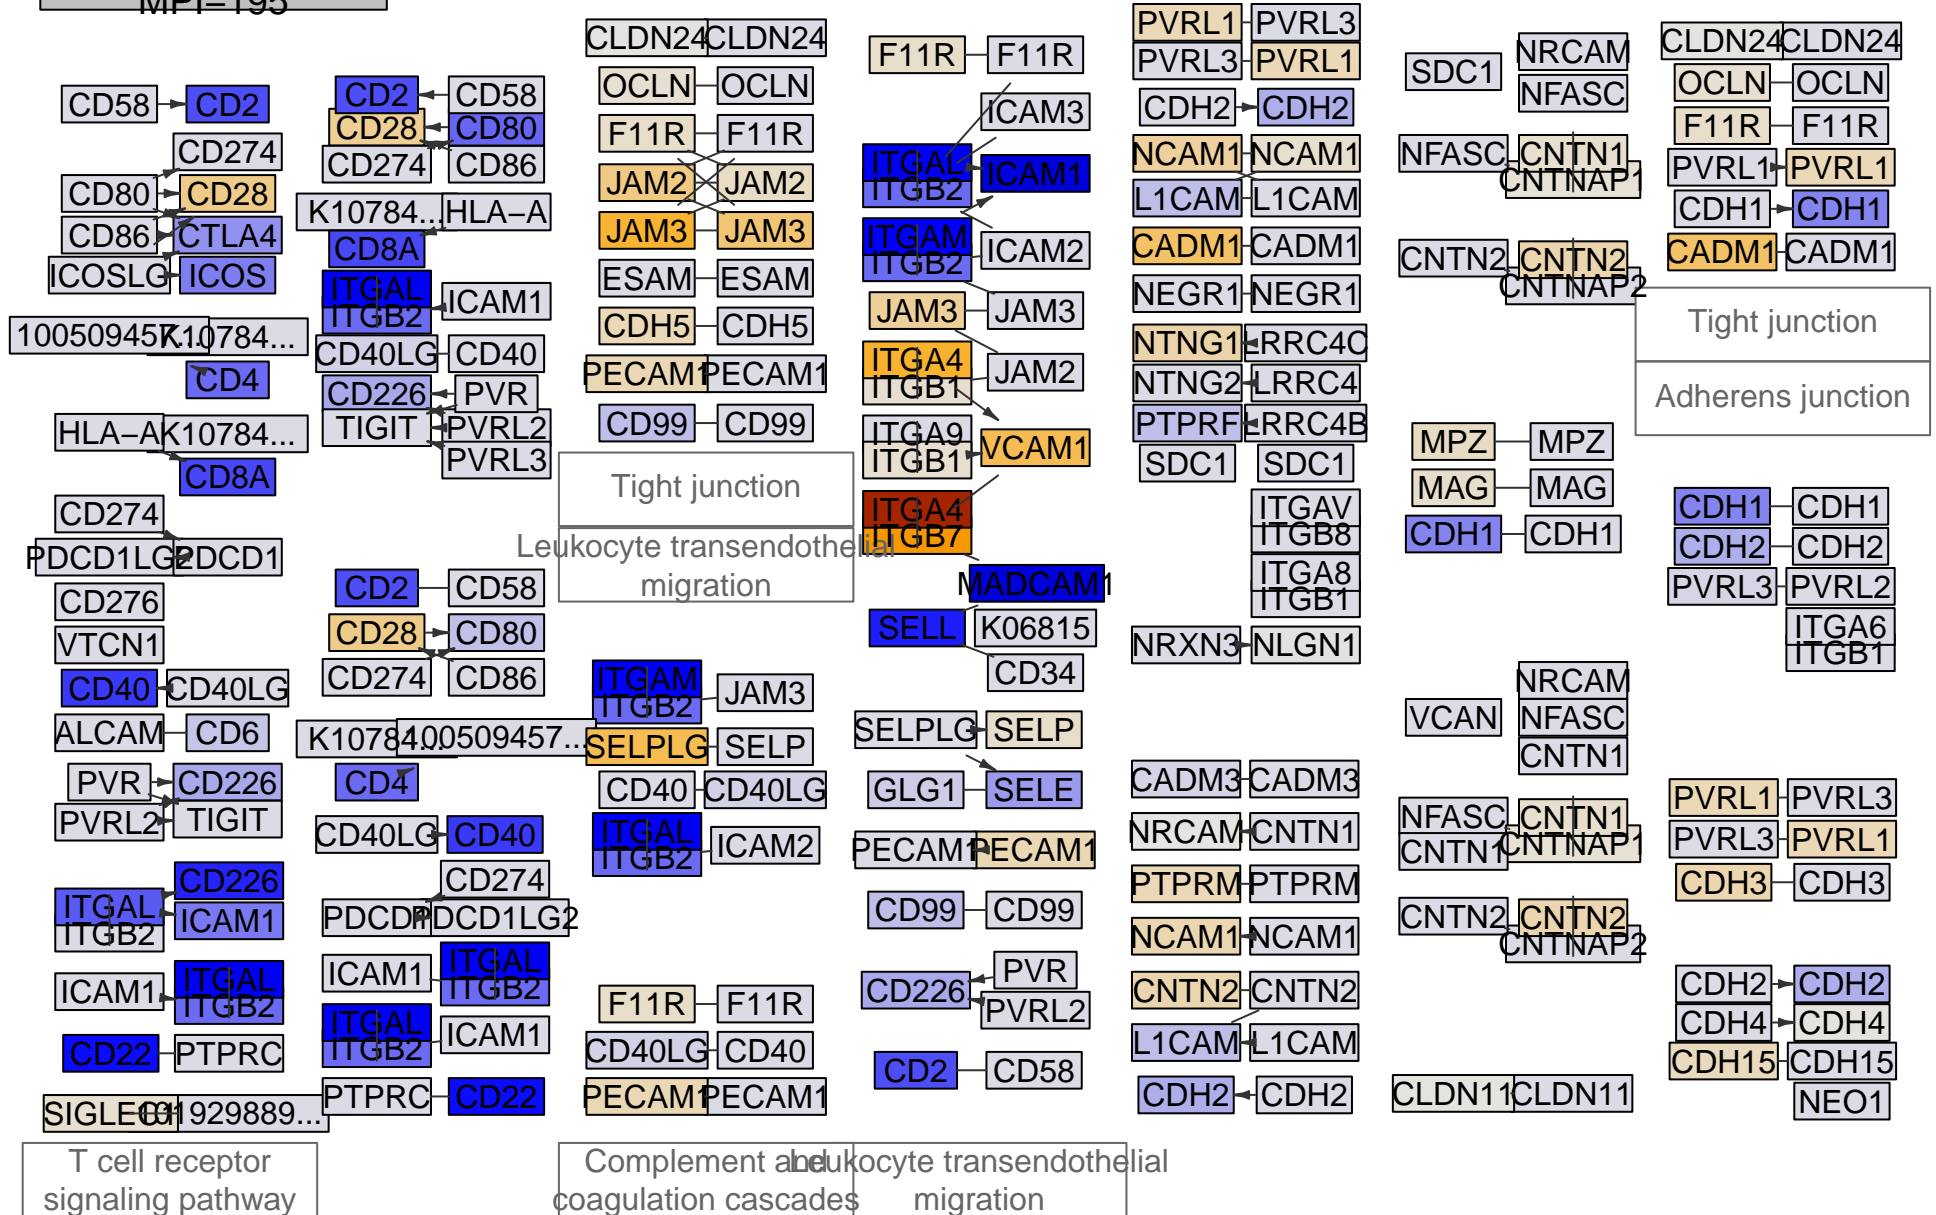 MPI−195
CD58
CD2
CD274
CD80
CD28
CD86
CTLA4
ICOSLG
ICOS
100509457...
K10784...
CD4
HLA−A
K10784...
CD8A
CD274
PDCD1LG2
PDCD1
CD276
VTCN1
CD40
CD40LG
ALCAM
CD6
PVR
CD226
PVRL2
TIGIT
CD226
ITGAL
ITGB2
ICAM1
ICAM1
ITGAL
ITGB2
CD22
PTPRC
T cell receptor
signaling pathway
CD2
CD58
CD28
CD80
CD274
CD86
K10784...
HLA−A
CD8A
ITGAL
ITGB2
ICAM1
CD40LG
CD40
CD226
PVR
TIGIT
PVRL2
PVRL3
CD2
CD58
CD28
CD80
CD274
CD86
K10784...
100509457...
CD4
CD40LG
CD40
CD274
PDCD1LG2
ICAM1
ITGAL
ITGB2
ITGAL
ITGB2
ICAM1
PTPRC
CD22
CLDN24
CLDN24
OCLN
OCLN
F11R
F11R
JAM2
JAM2
JAM3
JAM3
ESAM
ESAM
CDH5
CDH5
PECAM1
PECAM1
CD99
CD99
Tight junction
Leukocyte transendothelial
migration
ITGAM
ITGB2
JAM3
SELPLG
SELP
CD40
CD40LG
ITGAL
ITGB2
ICAM2
F11R
F11R
CD40LG
CD40
PECAM1
PECAM1
Complement and
coagulation cascades
F11R
F11R
ICAM3
ITGAL
ITGB2
ICAM1
ITGAM
ITGB2
ICAM2
JAM3
JAM3
ITGA4
ITGB1
JAM2
ITGA9
ITGB1
VCAM1
ITGA4
ITGB7
MADCAM1
SELL
K06815
CD34
SELPLG
SELP
GLG1
SELE
PECAM1
PECAM1
CD99
CD99
CD226
PVR
PVRL2
CD2
CD58
Leukocyte transendothelial
migration
PVRL1
PVRL3
PVRL3
PVRL1
CDH2
CDH2
NCAM1
NCAM1
L1CAM
L1CAM
CADM1
CADM1
NEGR1
NEGR1
NTNG1
LRRC4C
NTNG2
LRRC4
PTPRF
LRRC4B
SDC1
SDC1
ITGAV
ITGB8
ITGA8
ITGB1
NRXN3
NLGN1
CADM3
CADM3
NRCAM
CNTN1
PTPRM
PTPRM
NCAM1
NCAM1
CNTN2
CNTN2
L1CAM
L1CAM
CDH2
CDH2
SDC1
NRCAM
NFASC
NFASC
CNTN1
CNTNAP1
CNTN2
CNTN2
CNTNAP2
MPZ
MPZ
MAG
MAG
CDH1
CDH1
VCAN
NRCAM
NFASC
CNTN1
NFASC
CNTN1
CNTN1
CNTNAP1
CNTN2
CNTN2
CNTNAP2
CLDN11
CLDN11
CLDN24
CLDN24
OCLN
OCLN
F11R
F11R
PVRL1
PVRL1
CDH1
CDH1
CADM1
CADM1
Tight junction
Adherens junction
CDH1
CDH1
CDH2
CDH2
PVRL3
PVRL2
ITGA6
ITGB1
PVRL1
PVRL3
PVRL3
PVRL1
CDH3
CDH3
CDH2
CDH2
CDH4
CDH4
CDH15
CDH15
NEO1